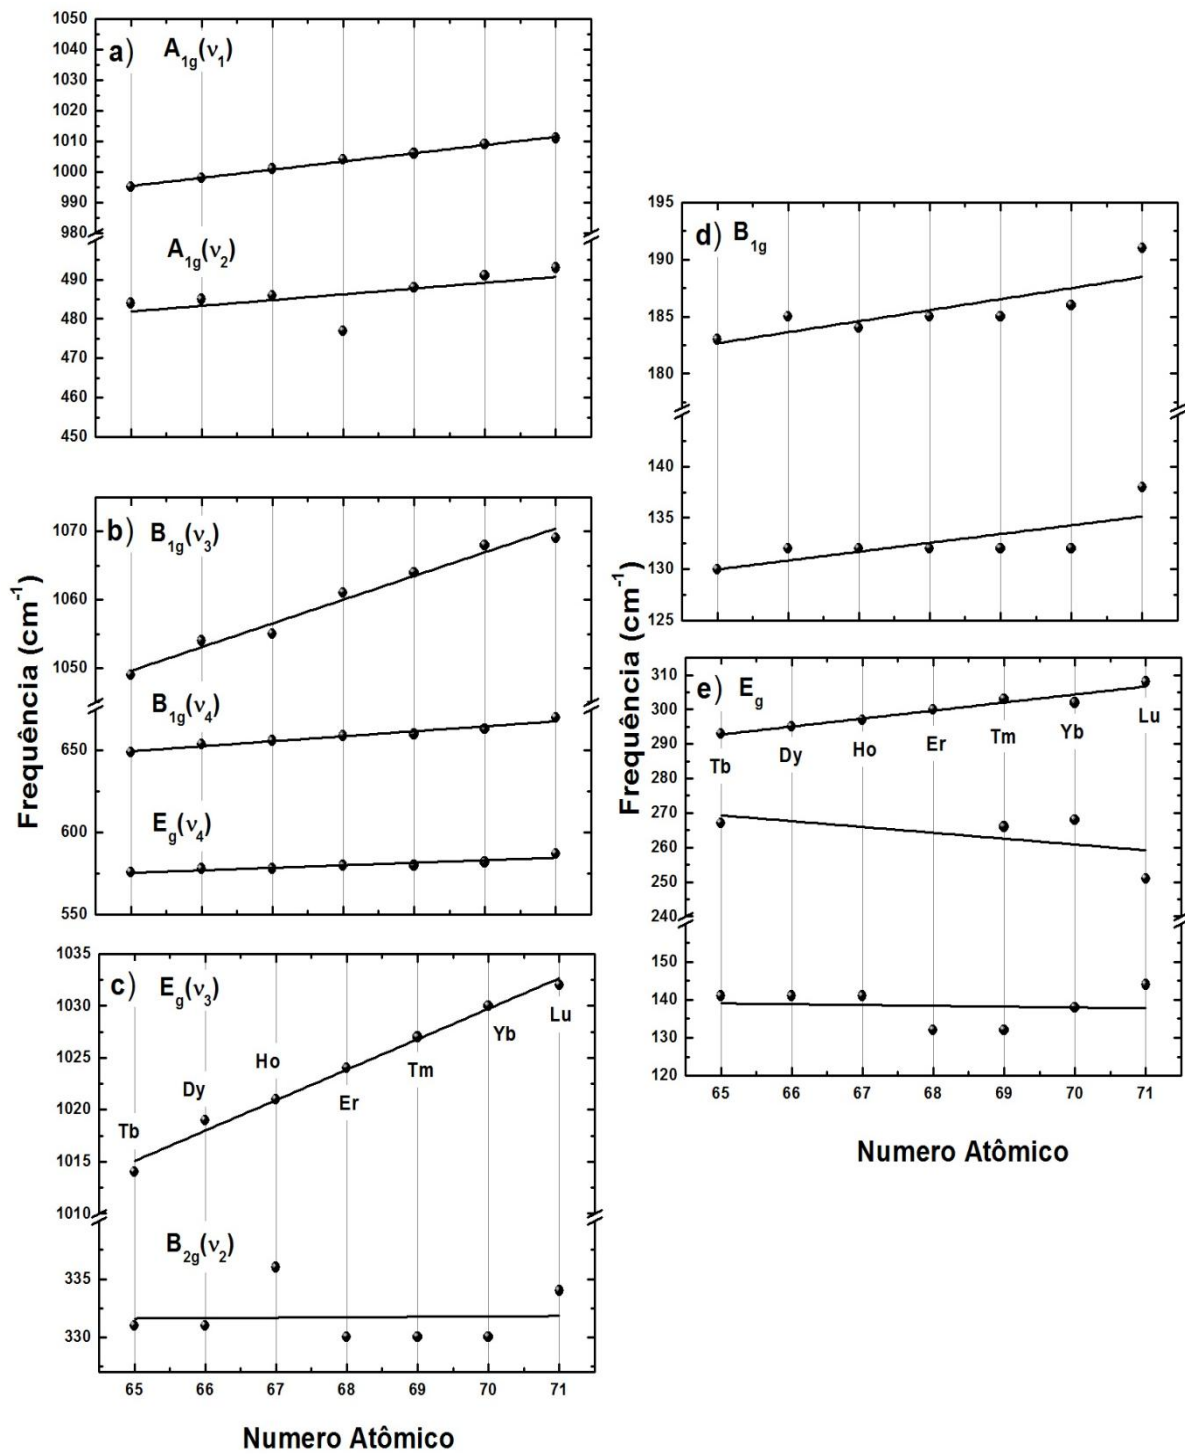 a) A1g(ν1)
1050
1040
1030
1020
1010
1000
990
980
A1g(ν2)
490
480
470
460
450
b) B1g(ν3)
1070
1060
1050
B1g(ν4)
650
Eg(ν4)
600
550
c) Eg(ν3)
1035
1030
1025
1020
1015
1010
Tb
Dy
Ho
Er
Tm
Yb
Lu
B2g(ν2)
335
330
65 66 67 68 69 70 71
Numero Atômico
Frequência (cm-1)
d) B1g
195
190
185
180
140
135
130
125
e) Eg
310
300
290
280
270
260
250
240
Tb
Dy
Ho
Er
Tm
Yb
Lu
150
140
130
120
65 66 67 68 69 70 71
Numero Atômico
Frequência (cm-1)